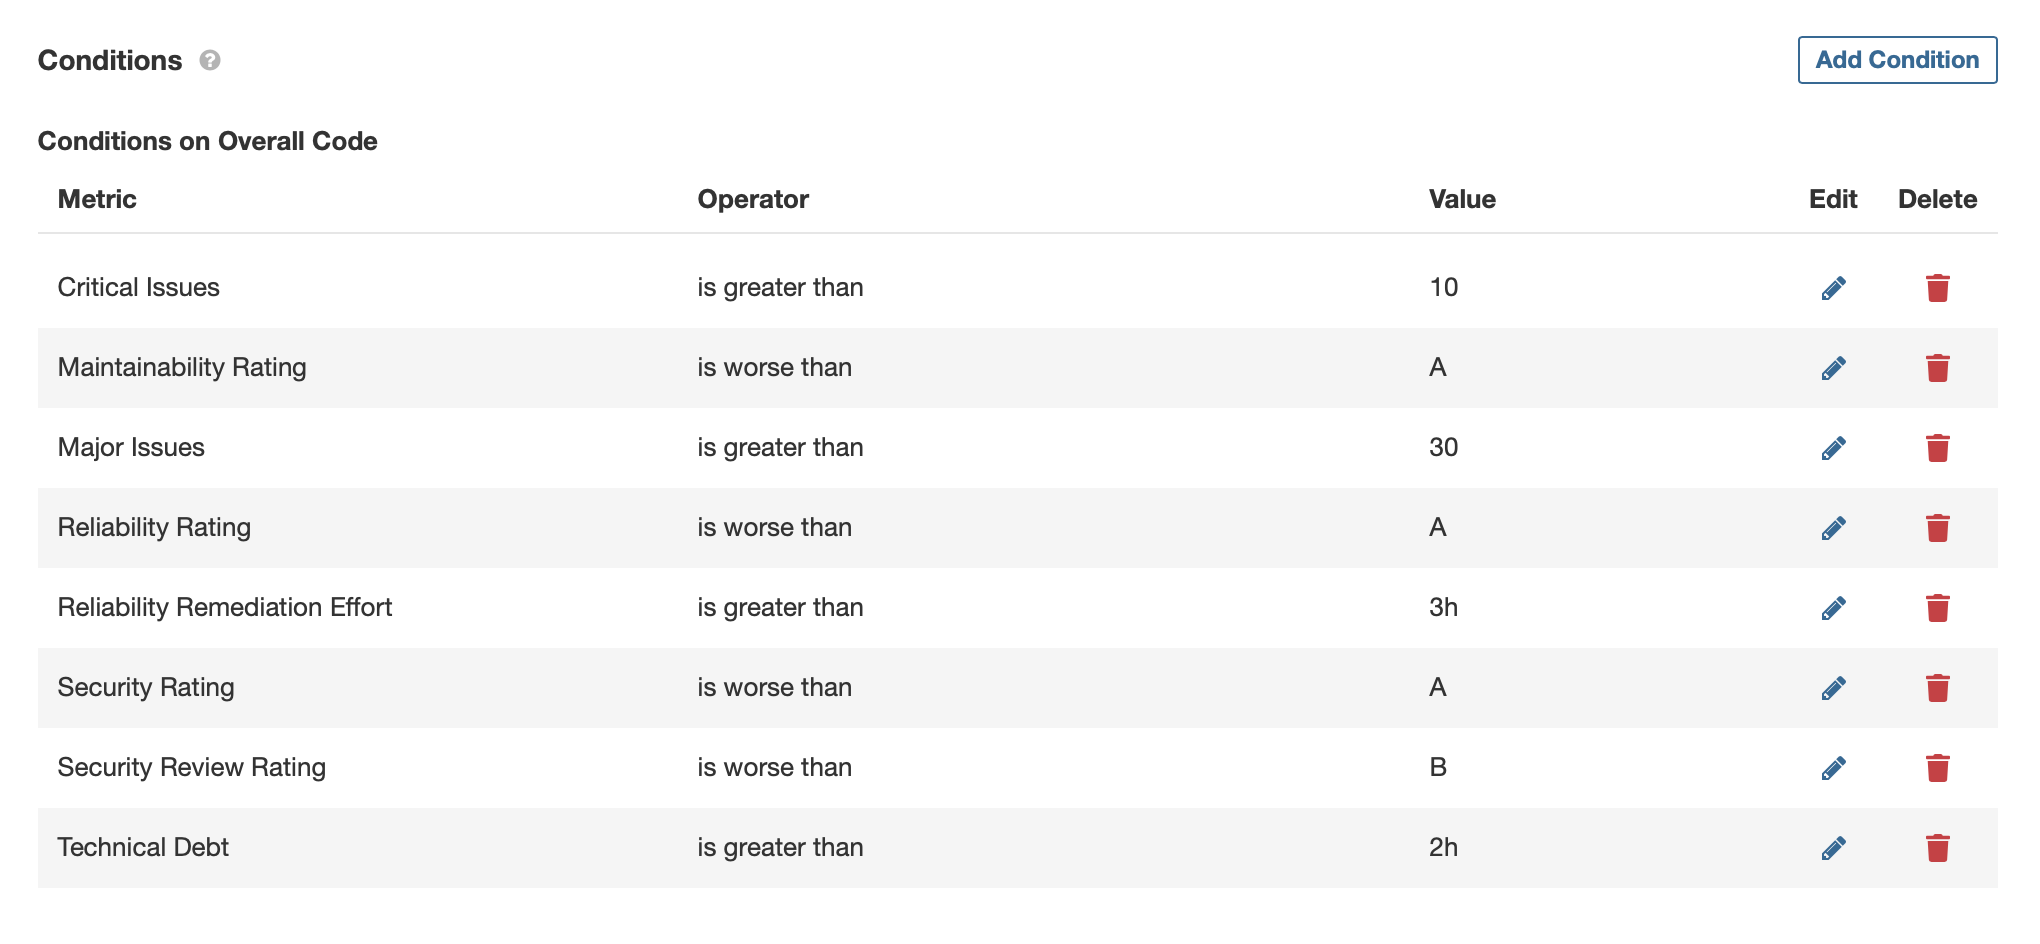 Conditions ?
Add Condition
Conditions on Overall Code
Metric Operator Value Edit Delete
Critical Issues is greater than 10
Maintainability Rating is worse than A
Major Issues is greater than 30
Reliability Rating is worse than A
Reliability Remediation Effort is greater than 3h
Security Rating is worse than A
Security Review Rating is worse than B
Technical Debt is greater than 2h